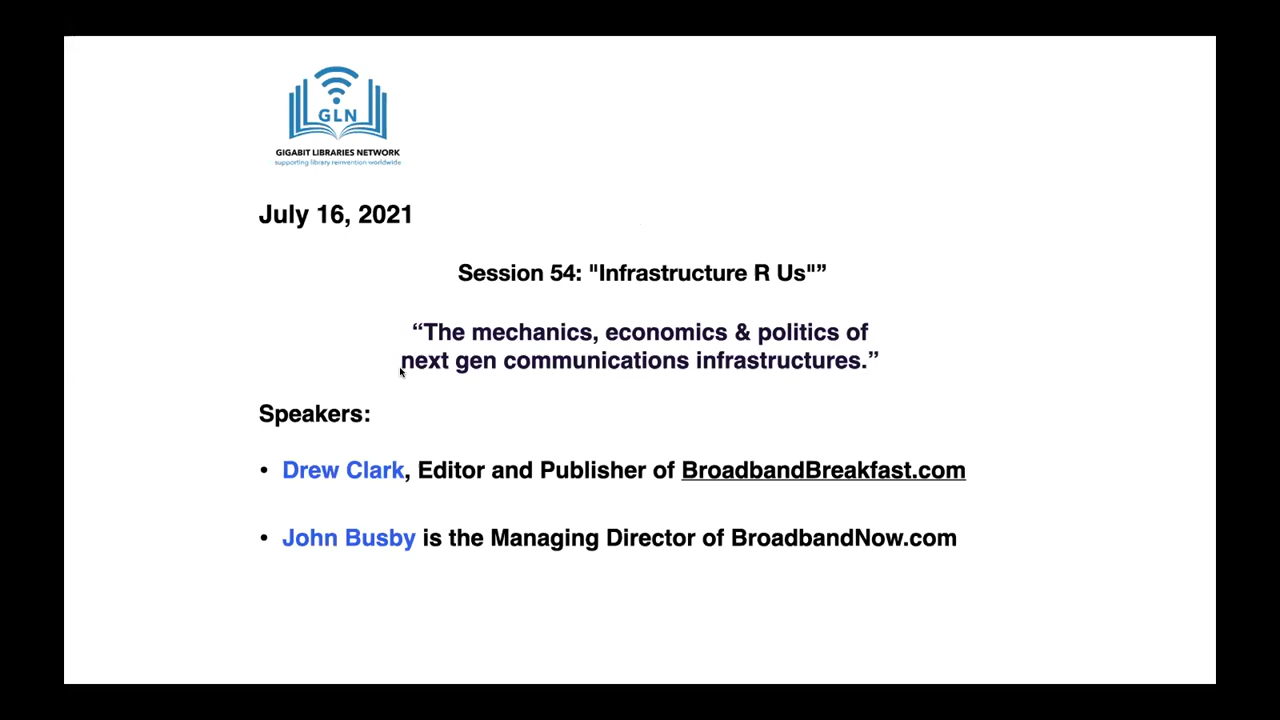 GLN
GIGABIT LIBRARIES NETWORK
supporting library reinvention worldwide
July 16, 2021
Session 54: "Infrastructure R Us"”
“The mechanics, economics & politics of
next gen communications infrastructures.”
Speakers:
• Drew Clark, Editor and Publisher of BroadbandBreakfast.com
• John Busby is the Managing Director of BroadbandNow.com